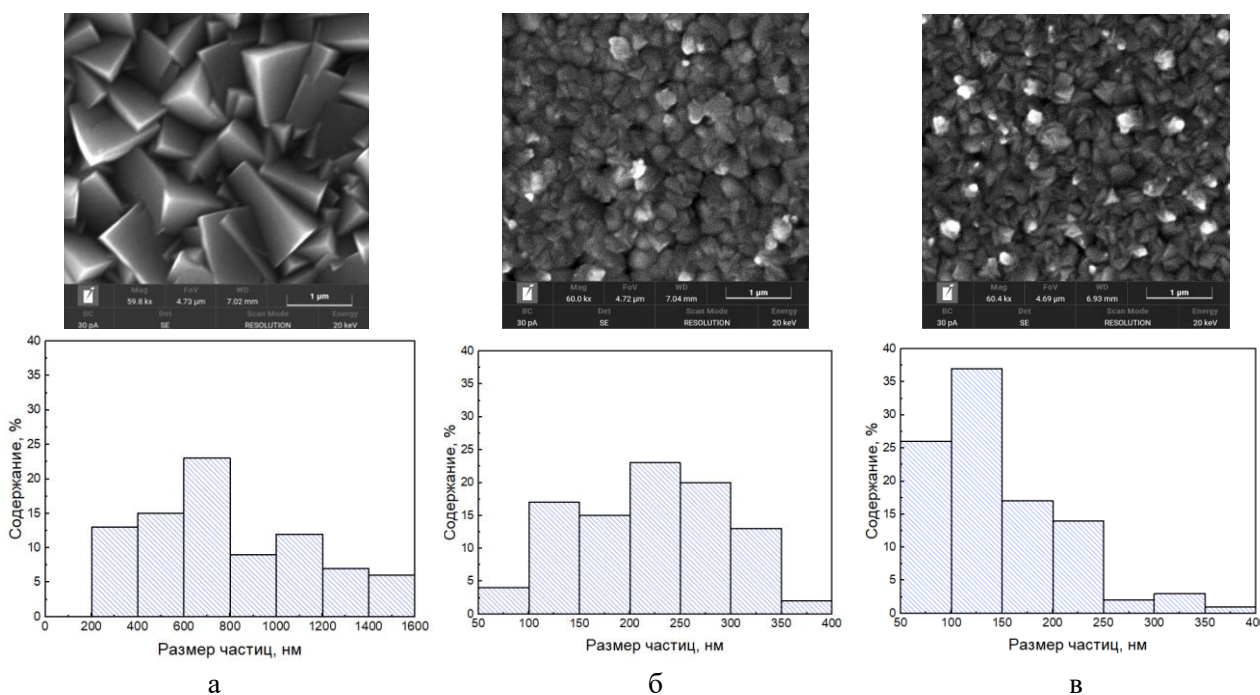 Mag FoV WD
59.8 kx 4.73 µm 7.02 mm 1 µm
BC Det Scan Mode Energy
30 pA SE RESOLUTION 20 keV
Mag FoV WD
60.0 kx 4.72 µm 7.04 mm 1 µm
BC Det Scan Mode Energy
30 pA SE RESOLUTION 20 keV
Mag FoV WD
60.4 kx 4.69 µm 6.93 mm 1 µm
BC Det Scan Mode Energy
30 pA SE RESOLUTION 20 keV
40
35
30
25
20
15
10
5
0
Содержание, %
0 200 400 600 800 1000 1200 1400 1600
Размер частиц, нм
40
35
30
25
20
15
10
5
0
Содержание, %
50 100 150 200 250 300 350 400
Размер частиц, нм
40
35
30
25
20
15
10
5
0
Содержание, %
50 100 150 200 250 300 350 400
Размер частиц, нм
а б в